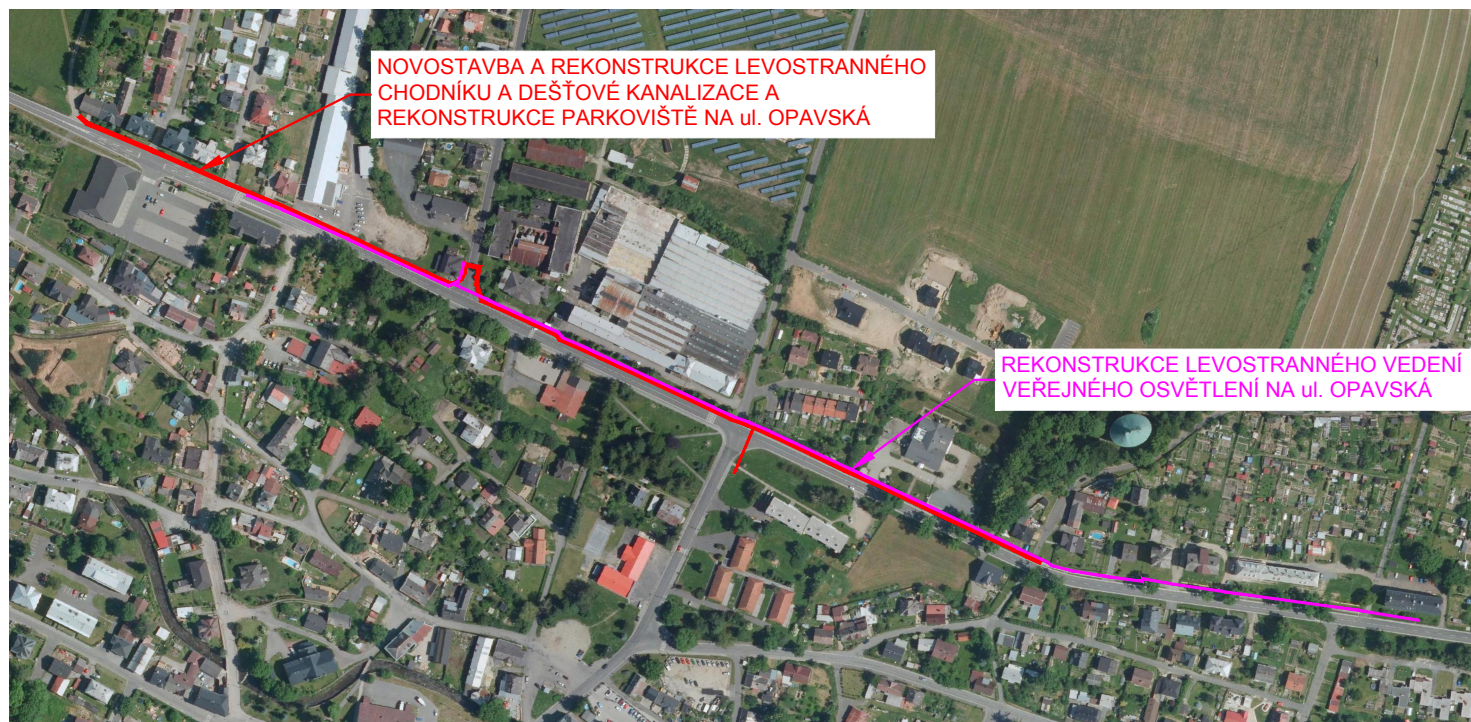 NOVOSTAVBA A REKONSTRUKCE LEVOSTRANNÉHO
CHODNÍKU A DEŠŤOVÉ KANALIZACE A
REKONSTRUKCE PARKOVIŠTĚ NA ul. OPAVSKÁ
REKONSTRUKCE LEVOSTRANNÉHO VEDENÍ
VEŘEJNÉHO OSVĚTLENÍ NA ul. OPAVSKÁ